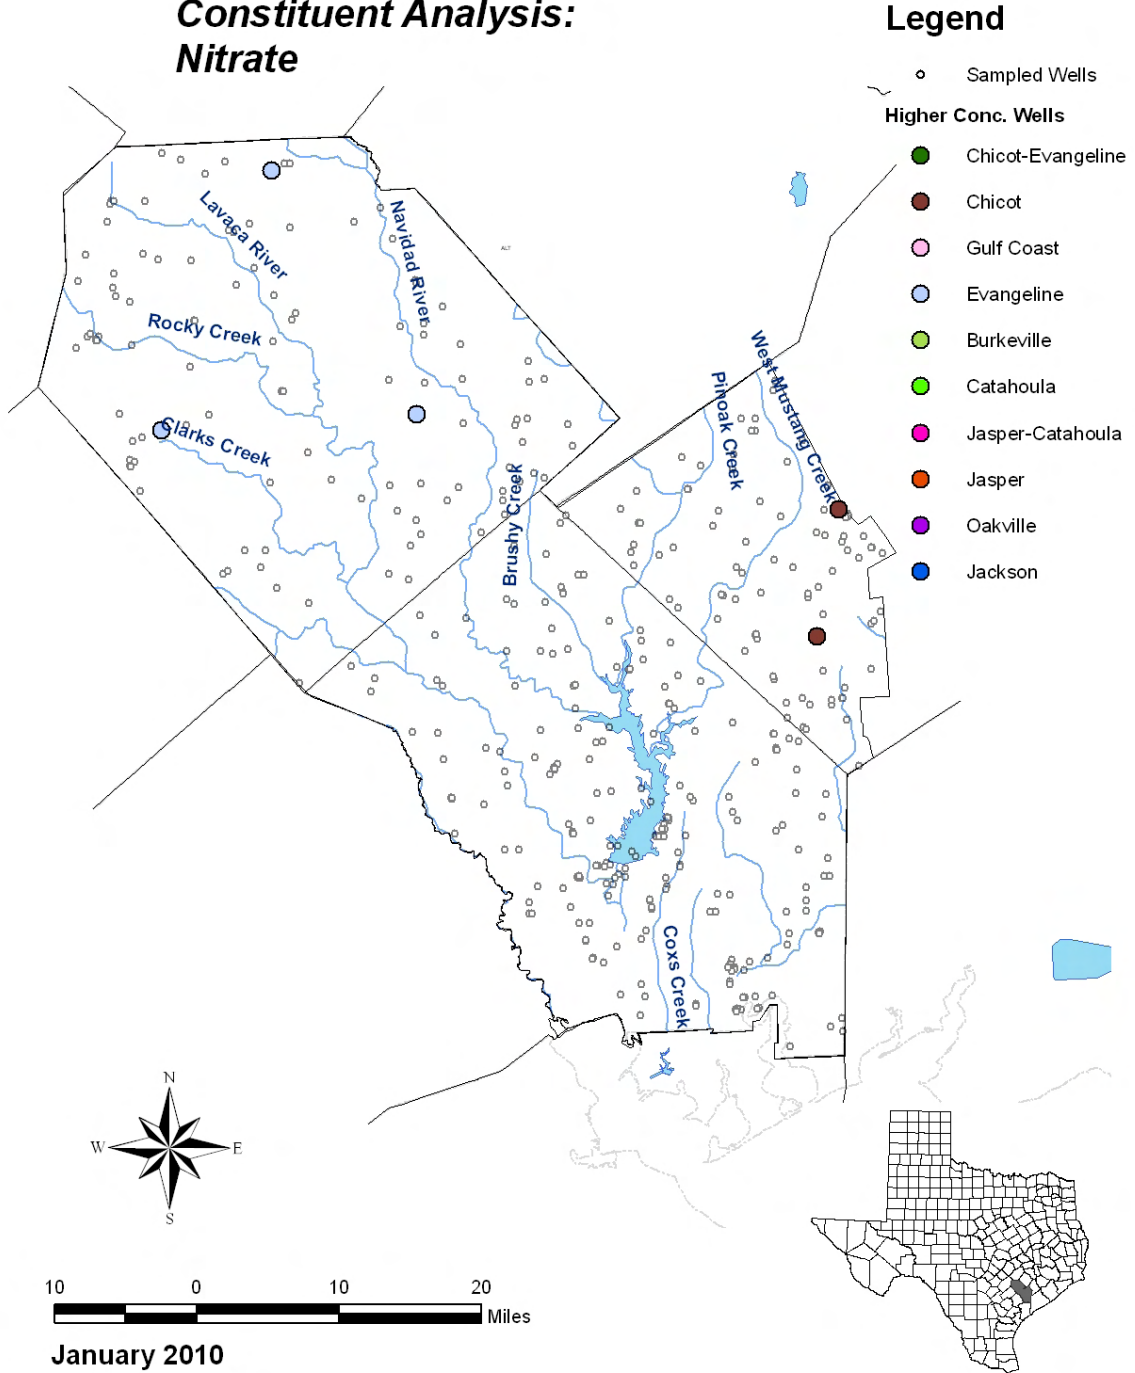 Constituent Analysis:
Nitrate
Legend
Sampled Wells
Higher Conc. Wells
Chicot-Evangeline
Chicot
Gulf Coast
Evangeline
Burkeville
Catahoula
Jasper-Catahoula
Jasper
Oakville
Jackson
Lavaca River
Navidad River
ALT
Rocky Creek
Clarks Creek
Brushy Creek
Pinoak Creek
West Mustang Creek
Coxs Creek
N
W
E
S
10 0 10 20
Miles
January 2010